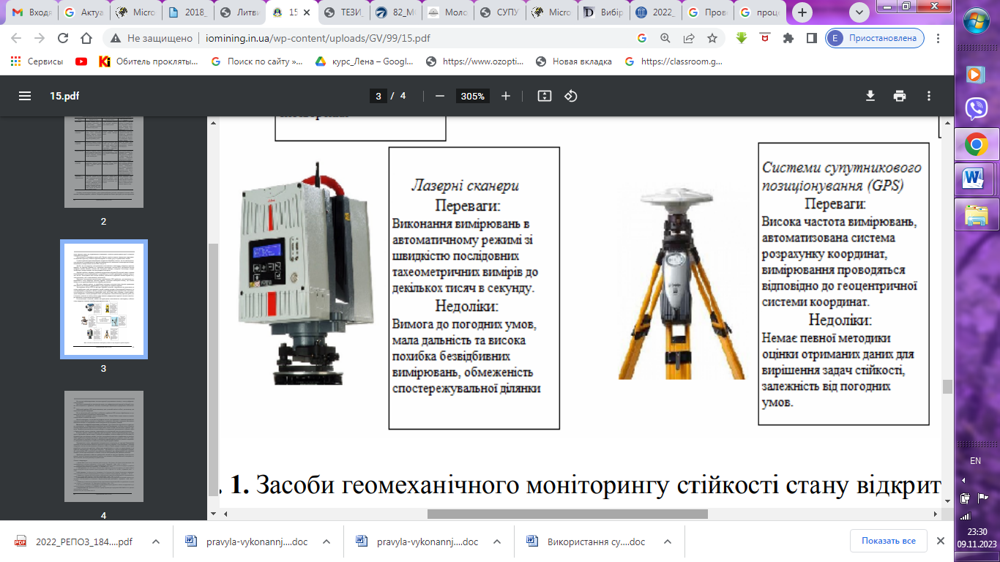 Входя
Актуа
Micro
2018_
Литви
15
ТЕЗИ_
82_М
Моло
СУПУ
Micro
Вибір
2022_
Пров
проце
Не защищено
iomining.in.ua/wp-content/uploads/GV/99/15.pdf
E
Приостановлена
Сервисы
Обитель прокляты...
Поиск по сайту »...
курс_Лена – Googl...
https://www.ozopti...
Новая вкладка
https://classroom.g...
15.pdf
3 / 4
305%
2
3
4
Лазерні сканери
Переваги:
Виконання вимірювань в
автоматичному режимі зі
швидкістю послідовних
тахеометричних вимірів до
декількох тисяч в секунду.
Недоліки:
Вимога до погодних умов,
мала дальність та висока
похибка безвідбивних
вимірювань, обмеженість
спостережувальної ділянки
Системи супутникового
позиціонування (GPS)
Переваги:
Висока частота вимірювань,
автоматизована система
розрахунку координат,
вимірювання проводяться
відповідно до геоцентричної
системи координат.
Недоліки:
Немає певної методики
оцінки отриманих даних для
вирішення задач стійкості,
залежність від погодних
умов.
. 1. Засоби геомеханічного моніторингу стійкості стану відкрит
2022_РЕПОЗ_184....pdf
pravyla-vykonannj....doc
pravyla-vykonannj....doc
Використання су....doc
Показать все
EN
23:30
09.11.2023